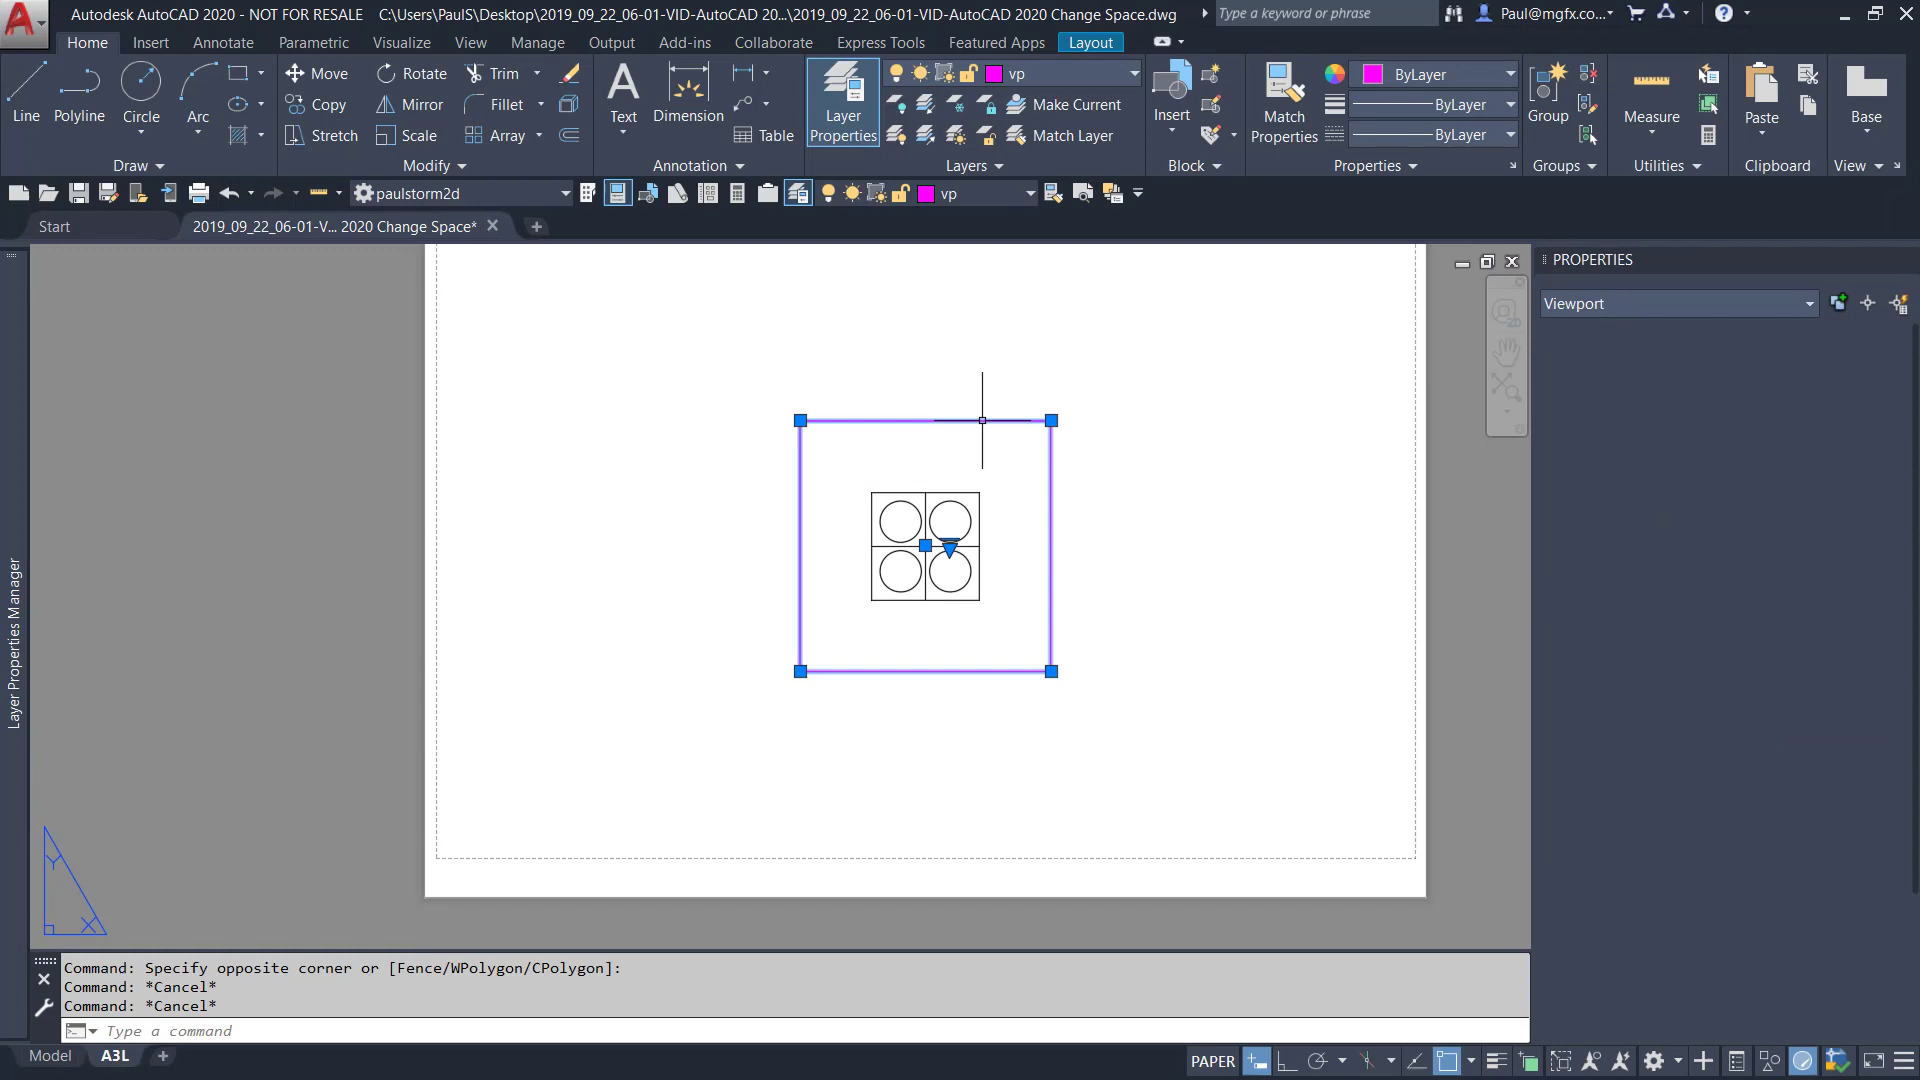 Autodesk AutoCAD 2020 - NOT FOR RESALE C:\Users\PaulS\Desktop\2019_09_22_06-01-VID-AutoCAD 20...\2019_09_22_06-01-VID-AutoCAD 2020 Change Space.dwg Type a keyword or phrase Paul@mgfx.co... ?
Home Insert Annotate Parametric Visualize View Manage Output Add-ins Collaborate Express Tools Featured Apps Layout
Move Rotate Trim vp ByLayer
Copy Mirror Fillet Make Current ByLayer
Line Polyline Circle Arc Text Dimension Layer Properties Insert Match Properties Group Measure Paste Base
Stretch Scale Array Table Match Layer ByLayer
Draw Modify Annotation Layers Block Properties Groups Utilities Clipboard View
paulstorm2d vp
Start 2019_09_22_06-01-V... 2020 Change Space*
PROPERTIES
Viewport
2D
Layer Properties Manager
Y
X
Command: Specify opposite corner or [Fence/WPolygon/CPolygon]:
Command: *Cancel*
Command: *Cancel*
Type a command
Model A3L
PAPER